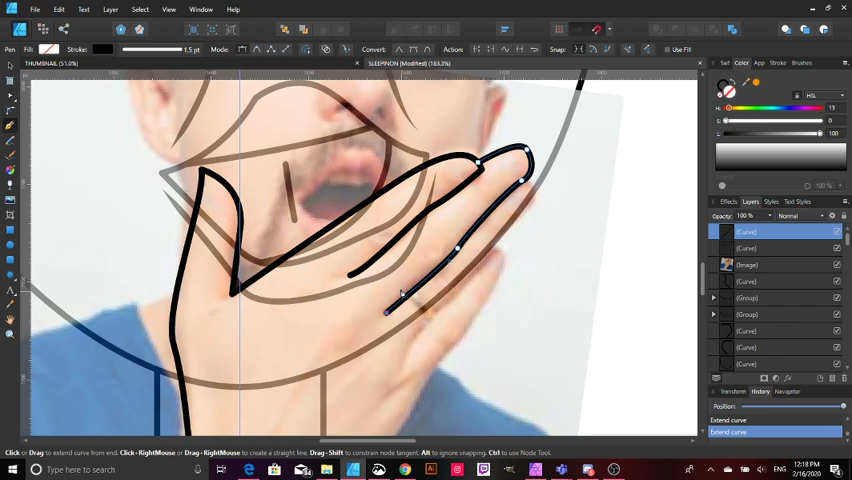 File Edit Text Layer Select View Window Help
Pen Fill: Stroke: 1.5 pt Mode: Convert: Action: Snap: Use Fill
THUMBNAIL (51.0%) × SLEEPINON [Modified] (183.3%) ×
Set Color App Stroke Brushes
HSL
H: 13
S: 0
L: 100
100 %
Effects Layers Styles Text Styles
Opacity: 100 % Normal
(Curve)
(Curve)
(Image)
(Curve)
(Group)
(Group)
(Curve)
(Curve)
(Curve)
Transform History Navigator
Position:
Extend curve
Extend curve
Click or Drag to extend curve from end. Click+RightMouse or Drag+RightMouse to create a straight line. Drag+Shift to constrain node tangent. Alt to ignore snapping. Ctrl to use Node Tool.
Type here to search
ENG
12:18 PM
2/16/2020